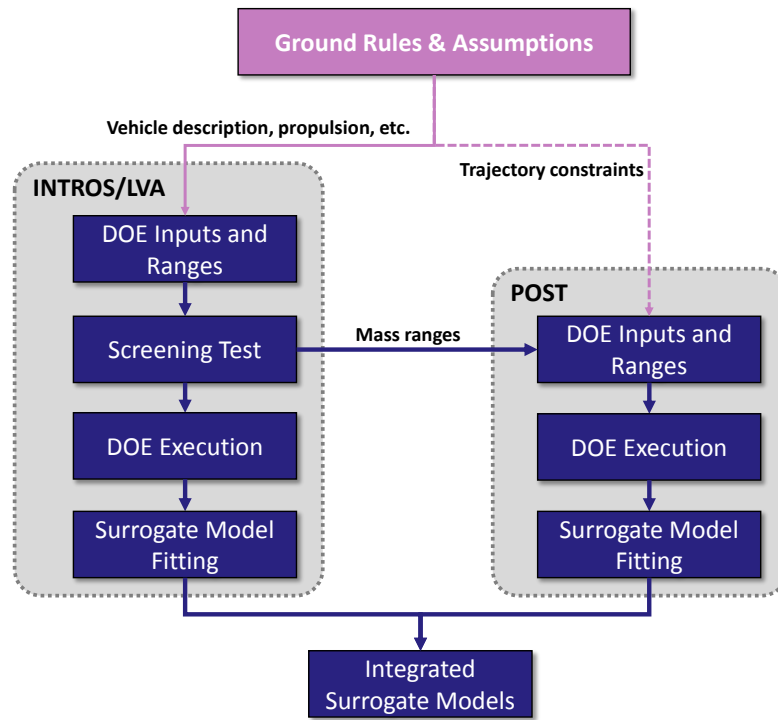 Ground Rules & Assumptions
Vehicle description, propulsion, etc.
Trajectory constraints
INTROS/LVA
DOE Inputs and
Ranges
Screening Test
Mass ranges
DOE Execution
Surrogate Model
Fitting
POST
DOE Inputs and
Ranges
DOE Execution
Surrogate Model
Fitting
Integrated
Surrogate Models